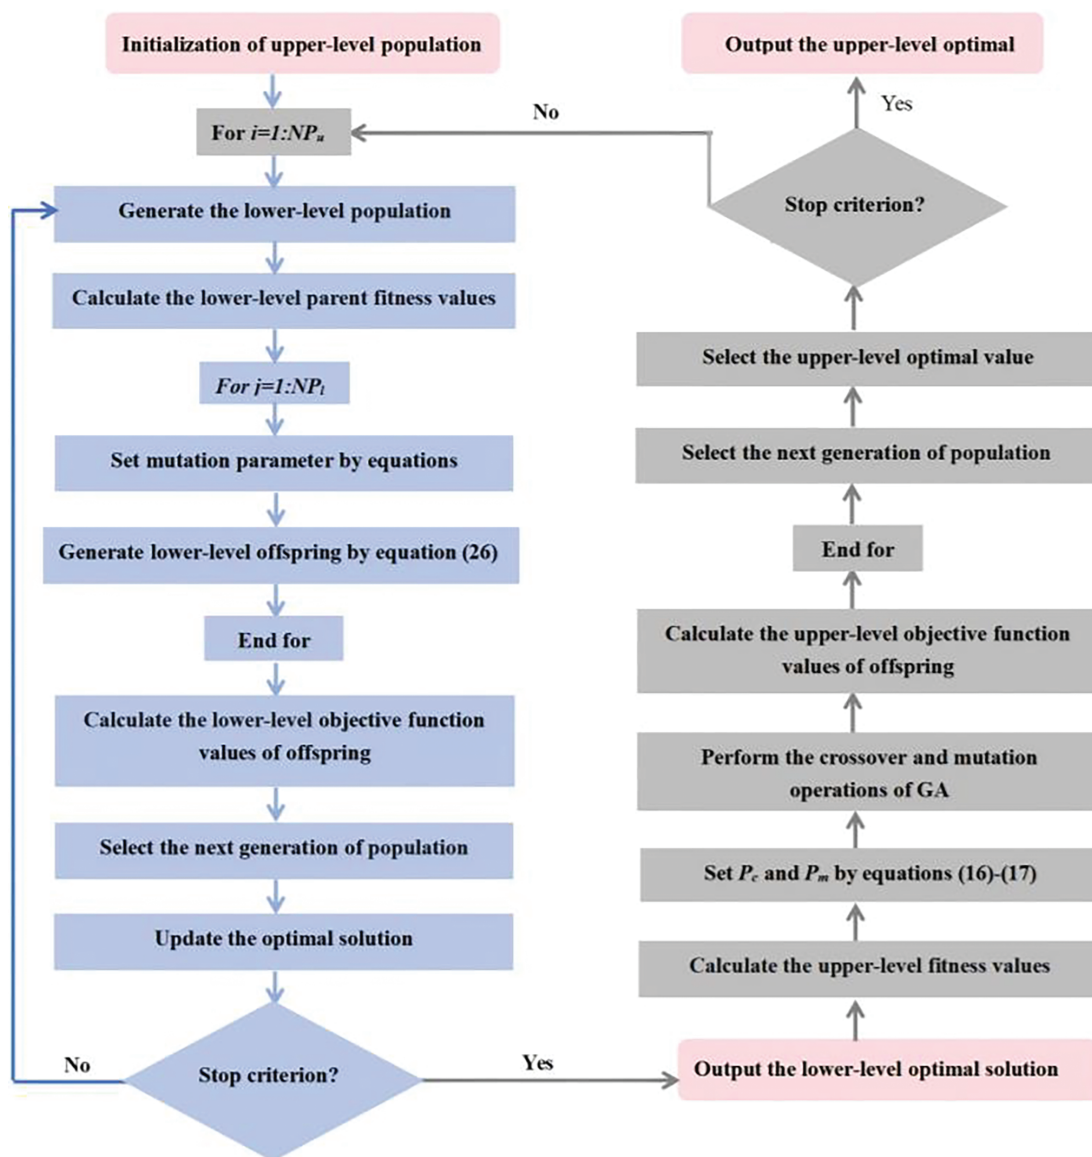 Initialization of upper-level population
For i=1:NPu
Generate the lower-level population
Calculate the lower-level parent fitness values
For j=1:NPl
Set mutation parameter by equations
Generate lower-level offspring by equation (26)
End for
Calculate the lower-level objective function
values of offspring
Select the next generation of population
Update the optimal solution
Stop criterion?
No
Yes
Output the lower-level optimal solution
Calculate the upper-level fitness values
Set Pc and Pm by equations (16)-(17)
Perform the crossover and mutation
operations of GA
Calculate the upper-level objective function
values of offspring
End for
Select the next generation of population
Select the upper-level optimal value
Stop criterion?
No
Yes
Output the upper-level optimal